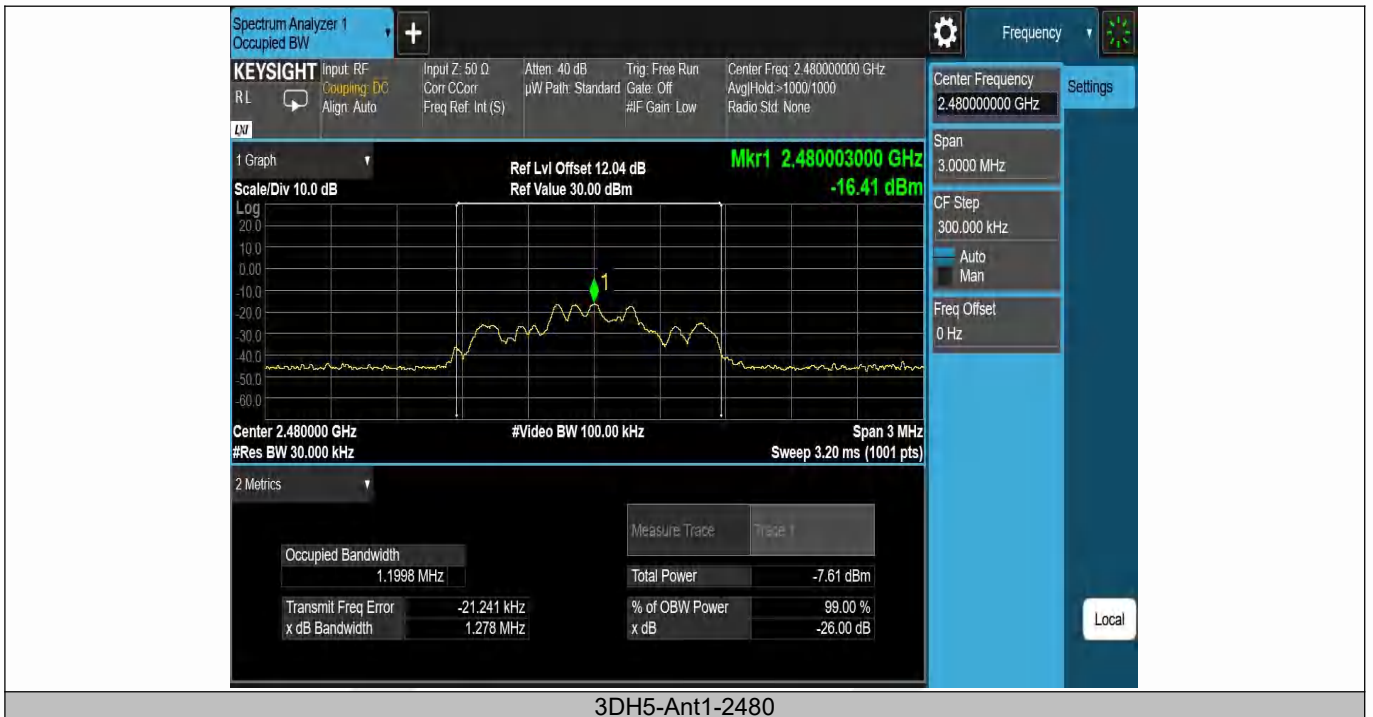 Spectrum Analyzer 1
Occupied BW
+
Frequency
KEYSIGHT
RL
LXI
Input: RF
Coupling: DC
Align: Auto
Input Z: 50 Ω
Corr CCorr
Freq Ref: Int (S)
Atten: 40 dB
µW Path: Standard
Trig: Free Run
Gate: Off
#IF Gain: Low
Center Freq: 2.480000000 GHz
Avg|Hold:>1000/1000
Radio Std: None
Center Frequency
2.480000000 GHz
Settings
Span
3.0000 MHz
CF Step
300.000 kHz
Auto
Man
Freq Offset
0 Hz
Local
1 Graph
Scale/Div 10.0 dB
Ref Lvl Offset 12.04 dB
Ref Value 30.00 dBm
Mkr1 2.480003000 GHz
-16.41 dBm
Log
20.0
10.0
0.00
-10.0
-20.0
-30.0
-40.0
-50.0
-60.0
1
Center 2.480000 GHz
#Res BW 30.000 kHz
#Video BW 100.00 kHz
Span 3 MHz
Sweep 3.20 ms (1001 pts)
2 Metrics
Measure Trace Trace 1
Occupied Bandwidth
1.1998 MHz
Total Power -7.61 dBm
Transmit Freq Error -21.241 kHz
% of OBW Power 99.00 %
x dB Bandwidth 1.278 MHz
x dB -26.00 dB
3DH5-Ant1-2480